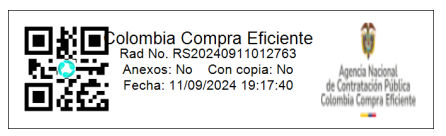 Colombia Compra Eficiente
Rad No. RS20240911012763
Anexos: No Con copia: No
Fecha: 11/09/2024 19:17:40
Agencia Nacional
de Contratación Pública
Colombia Compra Eficiente